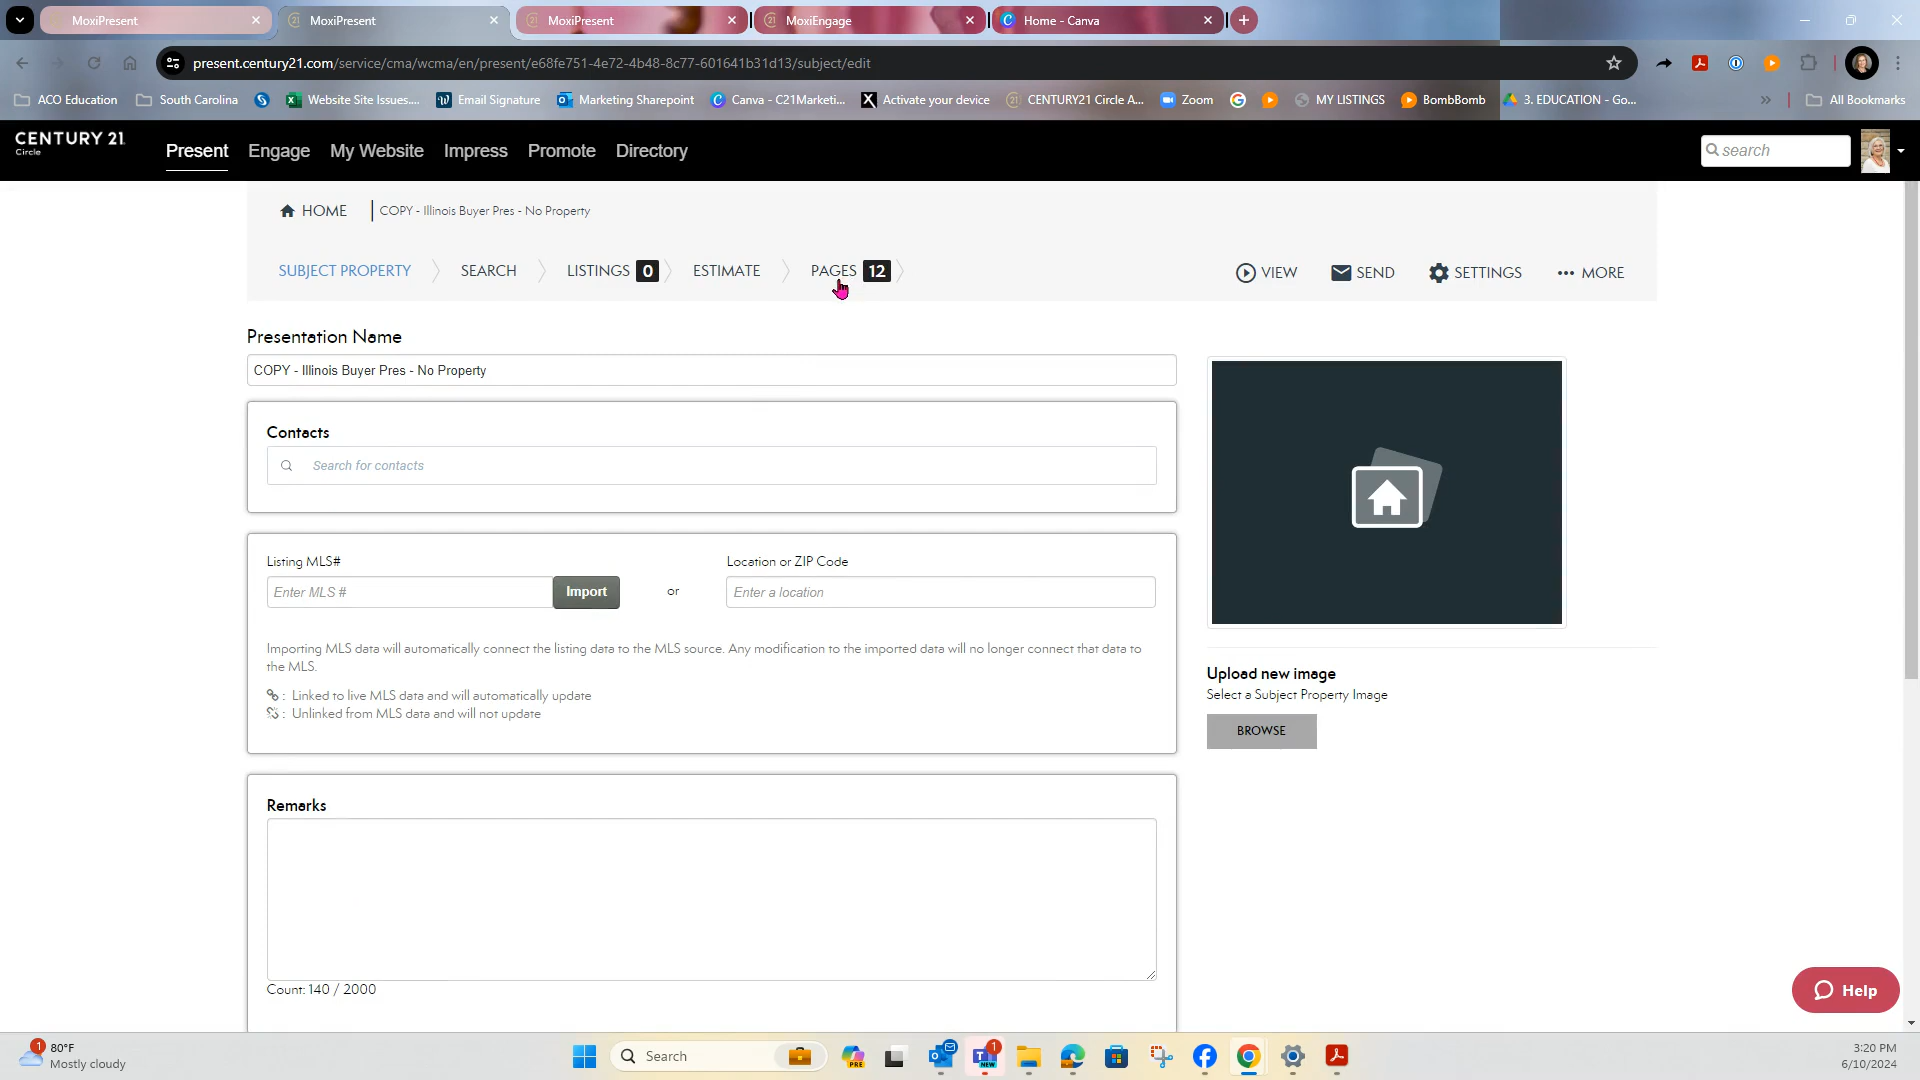 MoxiPresent
MoxiPresent
MoxiPresent
MoxiEngage
Home - Canva
present.century21.com/service/cma/wcma/en/present/e68fe751-4e72-4b48-8c77-601641b31d13/subject/edit
ACO Education
South Carolina
Website Site Issues....
Email Signature
Marketing Sharepoint
Canva - C21Marketi...
Activate your device
CENTURY21 Circle A...
Zoom
MY LISTINGS
BombBomb
3. EDUCATION - Go...
All Bookmarks
CENTURY 21
Circle
Present
Engage
My Website
Impress
Promote
Directory
search
HOME
COPY - Illinois Buyer Pres - No Property
SUBJECT PROPERTY
SEARCH
LISTINGS 0
ESTIMATE
PAGES 12
VIEW
SEND
SETTINGS
MORE
Presentation Name
COPY - Illinois Buyer Pres - No Property
Contacts
Search for contacts
Listing MLS#
Enter MLS #
Import
or
Location or ZIP Code
Enter a location
Importing MLS data will automatically connect the listing data to the MLS source. Any modification to the imported data will no longer connect that data to
the MLS.
: Linked to live MLS data and will automatically update
: Unlinked from MLS data and will not update
Upload new image
Select a Subject Property Image
BROWSE
Remarks
Count: 140 / 2000
Help
1
80°F
Mostly cloudy
Search
PRE
1
NEW
3:20 PM
6/10/2024